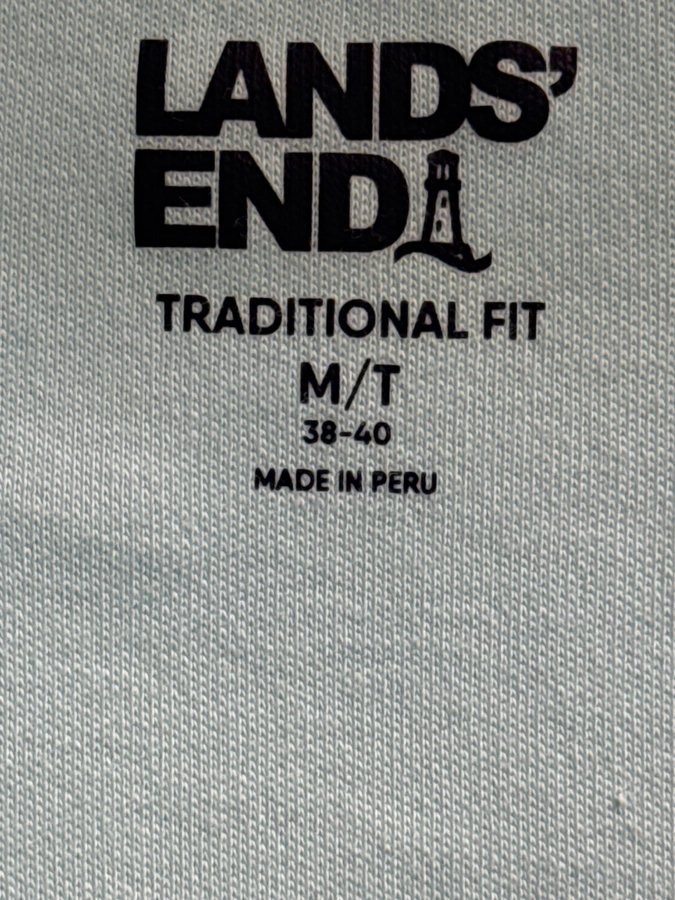 LANDS’
END
TRADITIONAL FIT
M/T
38-40
MADE IN PERU